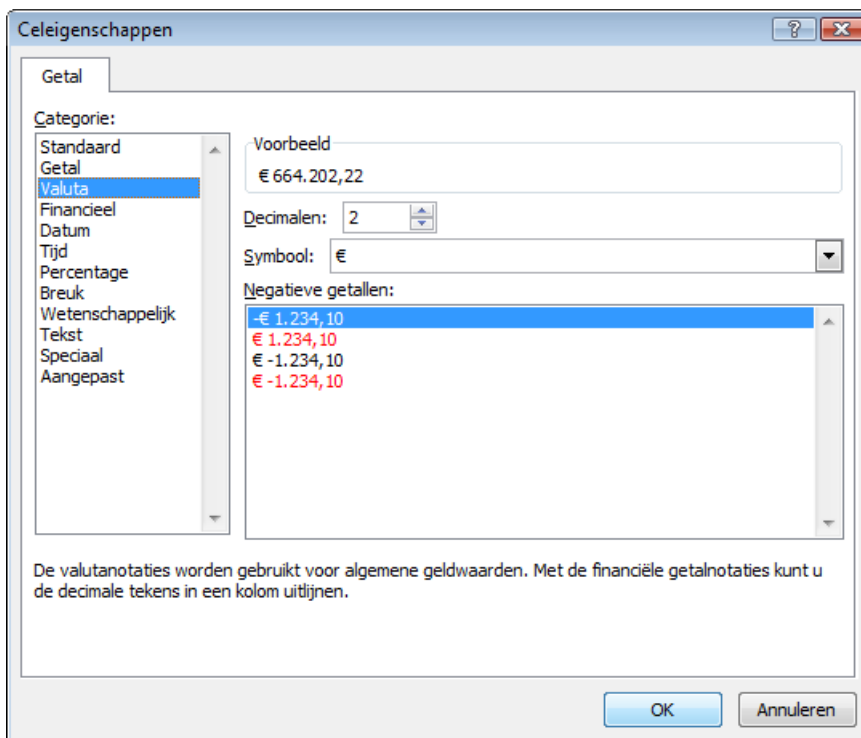 Celeigenschappen
Getal
Categorie:
Standaard
Getal
Valuta
Financieel
Datum
Tijd
Percentage
Breuk
Wetenschappelijk
Tekst
Speciaal
Aangepast
Voorbeeld
€ 664.202,22
Decimalen: 2
Symbool: €
Negatieve getallen:
-€ 1.234,10
€ 1.234,10
€ -1.234,10
€ -1.234,10
De valutanotaties worden gebruikt voor algemene geldwaarden. Met de financiële getalnotaties kunt u
de decimale tekens in een kolom uitlijnen.
OK Annuleren